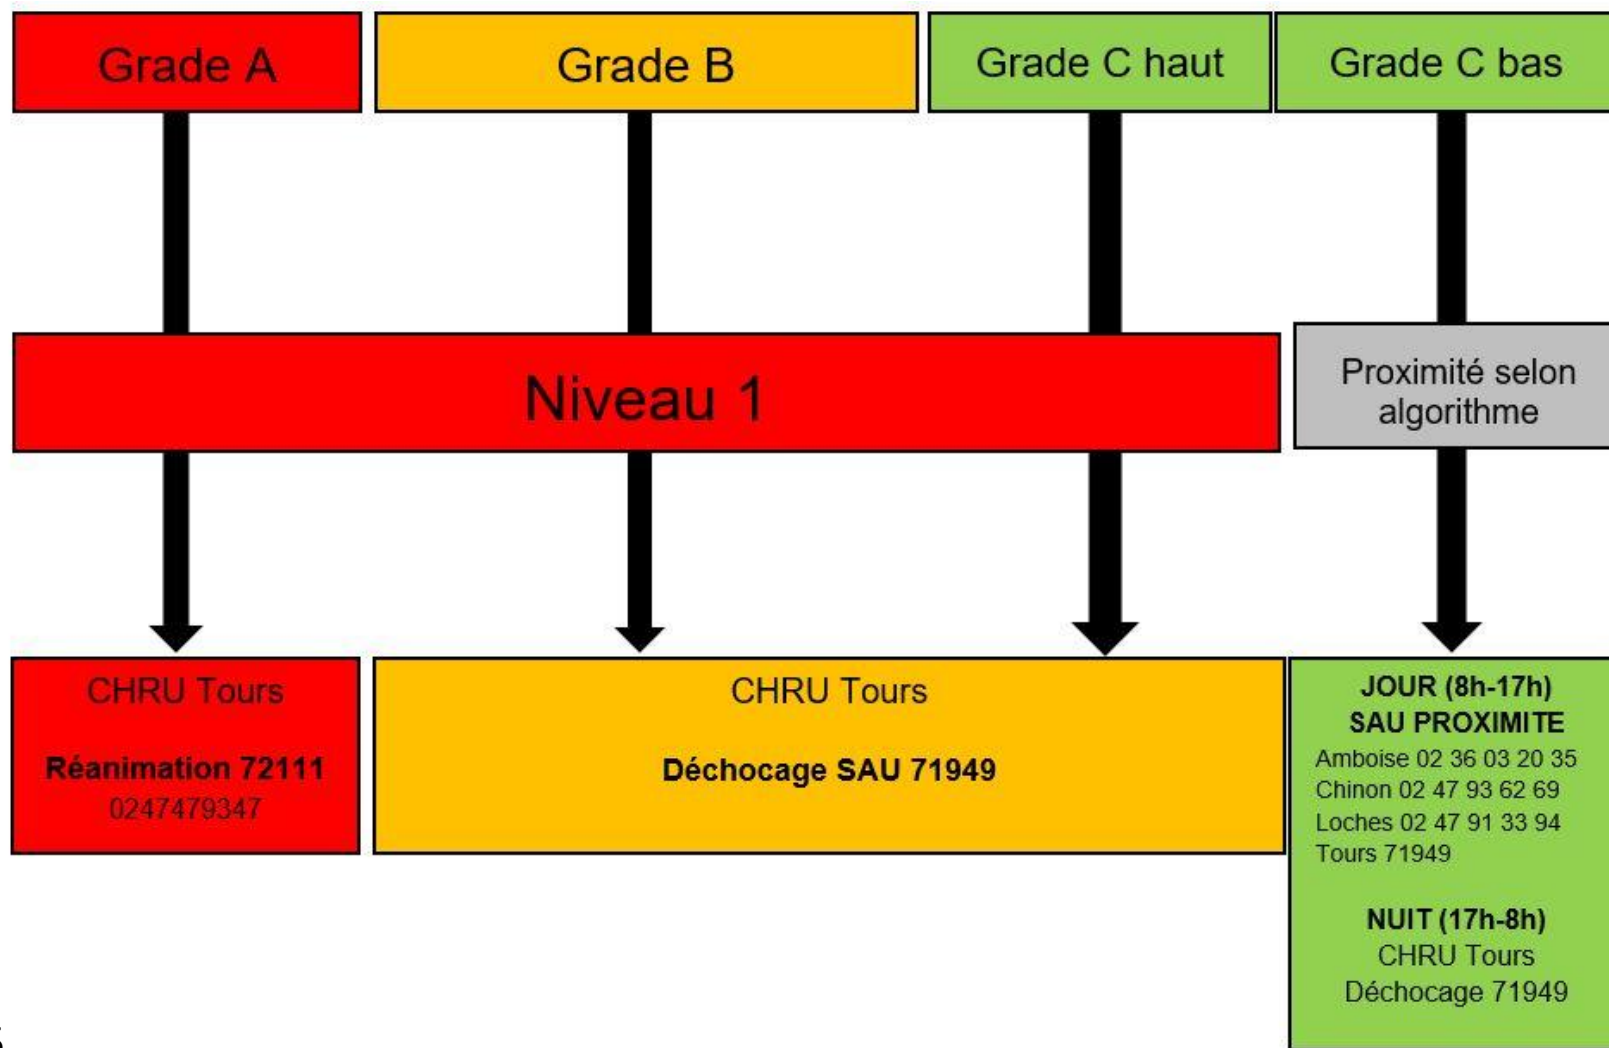 Grade A
Grade B
Grade C haut
Grade C bas
Niveau 1
Proximité selon
algorithme
CHRU Tours
Réanimation 72111
0247479347
CHRU Tours
Déchocage SAU 71949
JOUR (8h-17h)
SAU PROXIMITE
Amboise 02 36 03 20 35
Chinon 02 47 93 62 69
Loches 02 47 91 33 94
Tours 71949
NUIT (17h-8h)
CHRU Tours
Déchocage 71949